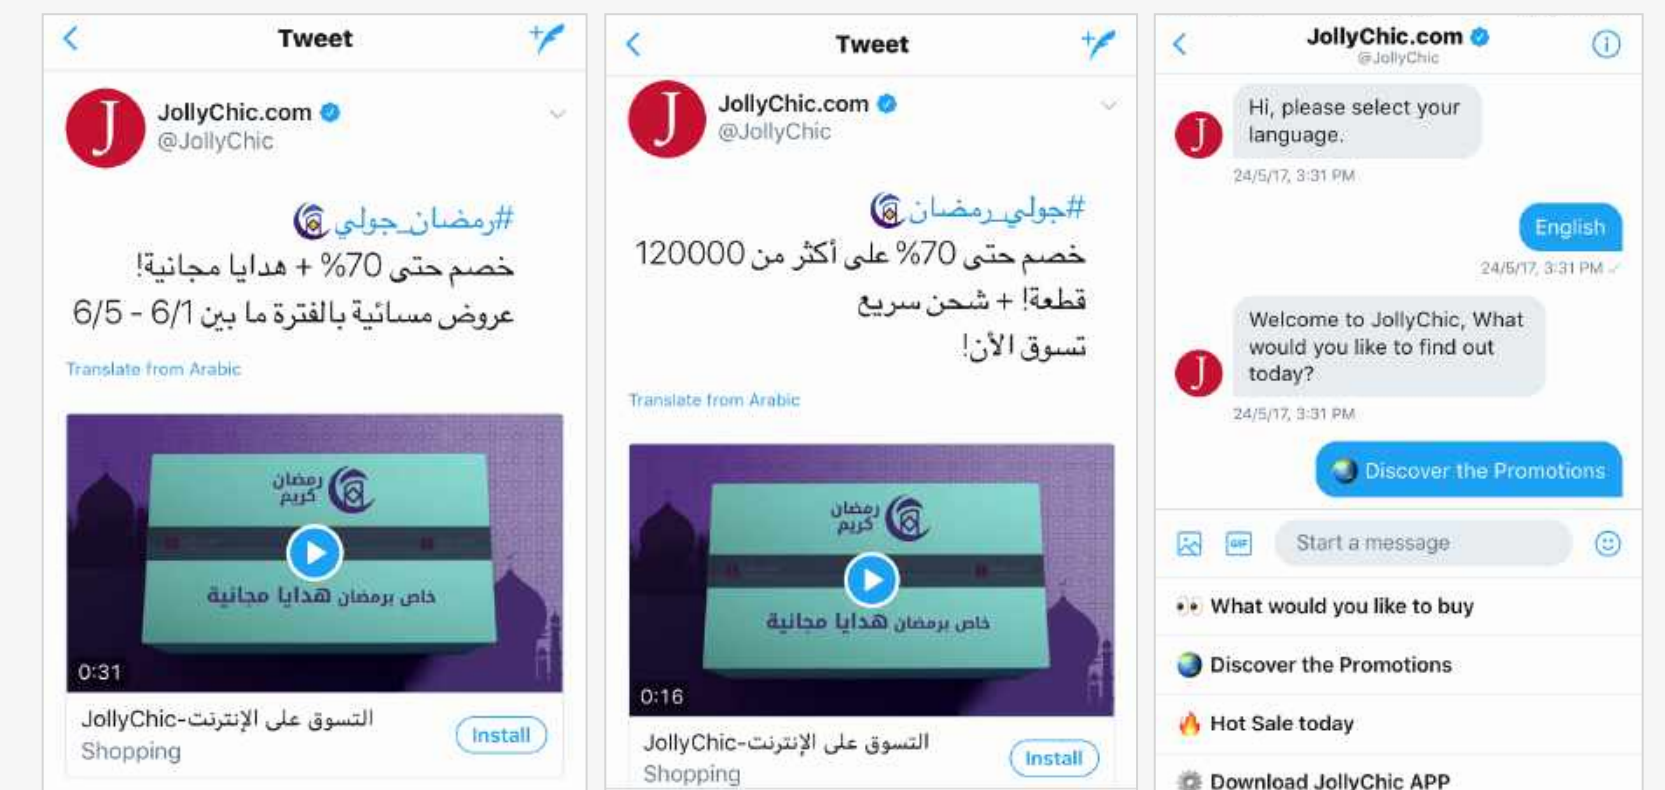 Tweet
JollyChic.com
@JollyChic
#رمضان_جولي
خصم حتى 70% + هدايا مجانية!
عروض مسائية بالفترة ما بين 6/1 - 6/5
Translate from Arabic
رمضان
كريم
خاص برمضان هدايا مجانية
0:31
JollyChic-التسوق على الإنترنت
Shopping
Install
Tweet
JollyChic.com
@JollyChic
#جولي_رمضان
خصم حتى 70% على أكثر من 120000
قطعة! + شحن سريع
تسوق الأن!
Translate from Arabic
رمضان
كريم
خاص برمضان هدايا مجانية
0:16
JollyChic-التسوق على الإنترنت
Shopping
Install
JollyChic.com
@JollyChic
J
Hi, please select your
language.
24/5/17, 3:31 PM
English
24/5/17, 3:31 PM
Welcome to JollyChic, What
would you like to find out
today?
J
24/5/17, 3:31 PM
Discover the Promotions
GIF
Start a message
What would you like to buy
Discover the Promotions
Hot Sale today
Download JollyChic APP